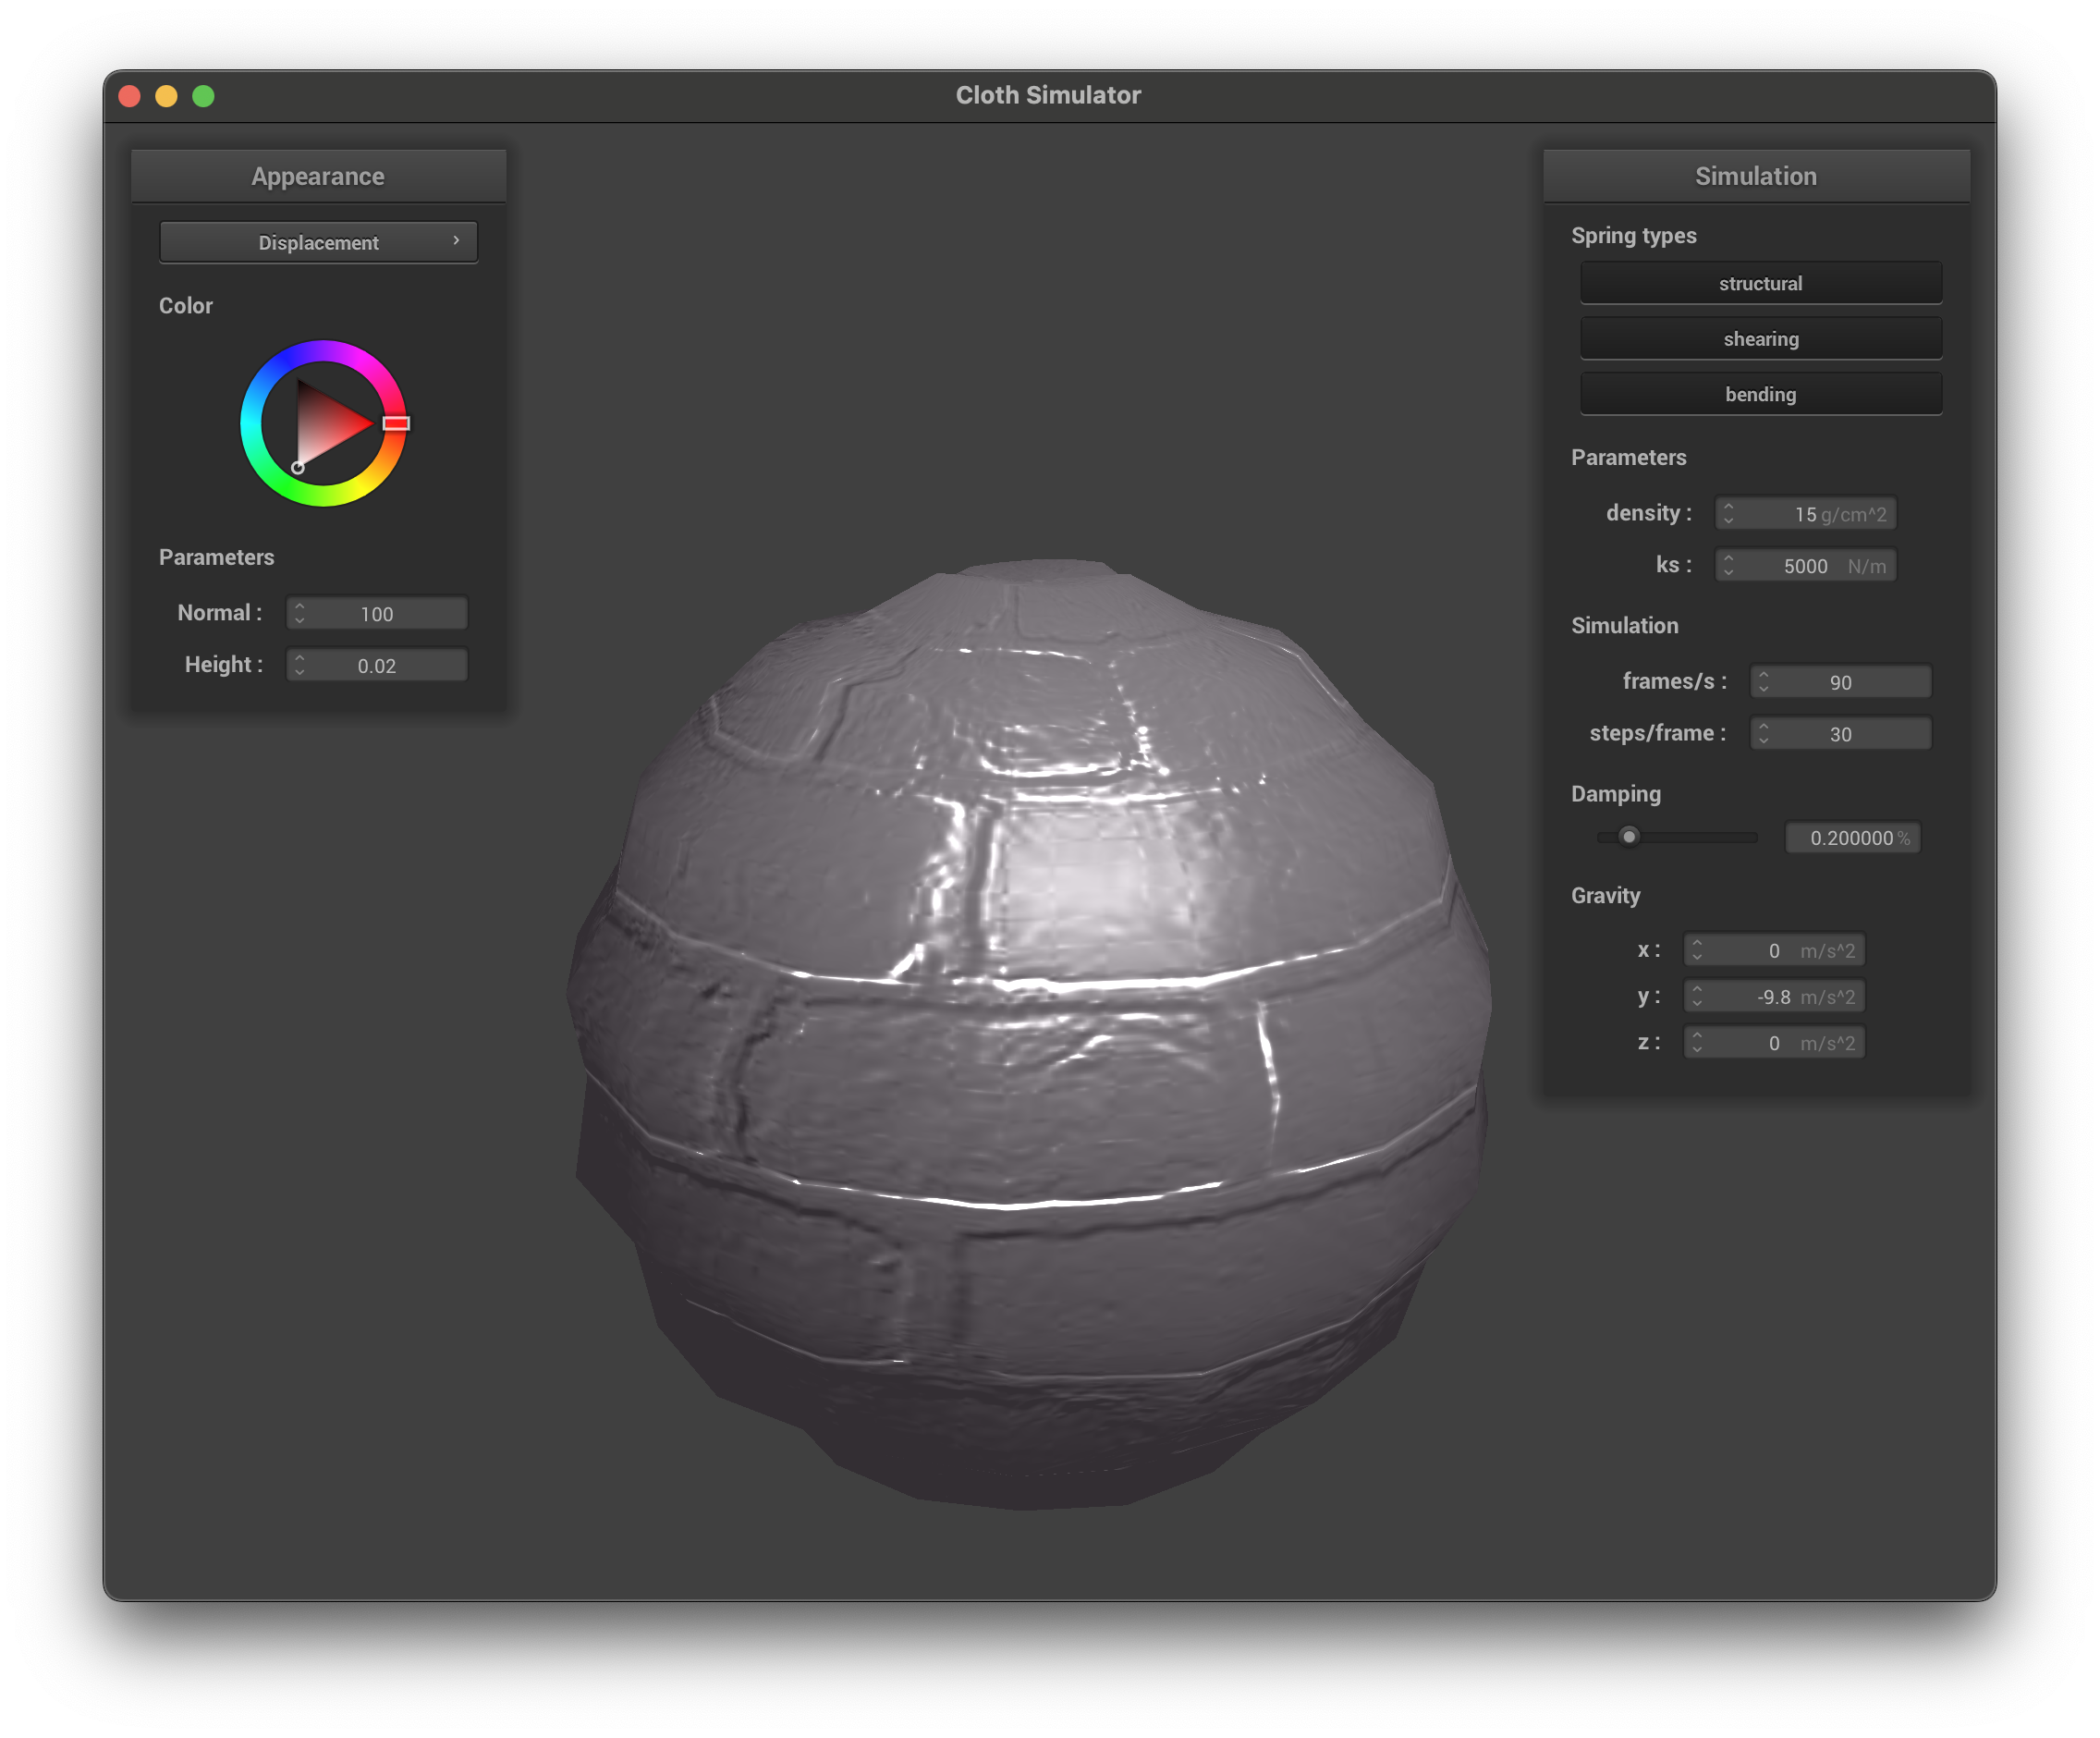 Cloth Simulator
Appearance
Displacement
Color
Parameters
Normal : 100
Height : 0.02
Simulation
Spring types
structural
shearing
bending
Parameters
density : 15 g/cm^2
ks : 5000 N/m
Simulation
frames/s : 90
steps/frame : 30
Damping
0.200000 %
Gravity
x : 0 m/s^2
y : -9.8 m/s^2
z : 0 m/s^2